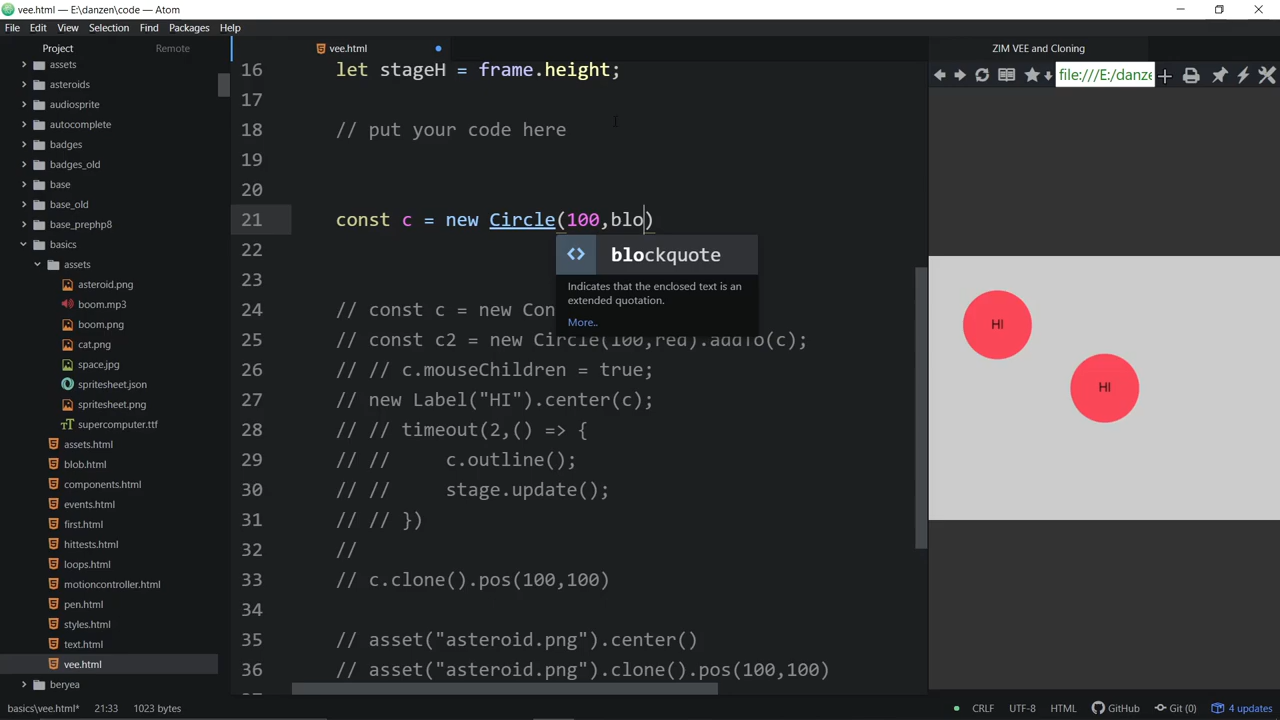 vee.html — E:\danzen\code — Atom
File Edit View Selection Find Packages Help
Project Remote
vee.html
ZIM VEE and Cloning
file:///E:/danze
assets
asteroids
audiosprite
autocomplete
badges
badges_old
base
base_old
base_prephp8
basics
assets
asteroid.png
boom.mp3
boom.png
cat.png
space.jpg
spritesheet.json
spritesheet.png
supercomputer.ttf
assets.html
blob.html
components.html
events.html
first.html
hittests.html
loops.html
motioncontroller.html
pen.html
styles.html
text.html
vee.html
beryea
16 let stageH = frame.height;
17
18 // put your code here
19
20
21 const c = new Circle(100,blo)
22
23
24 // const c = new Con
25 // const c2 = new Circle(100,red).addTo(c);
26 // // c.mouseChildren = true;
27 // new Label("HI").center(c);
28 // // timeout(2,() => {
29 // // c.outline();
30 // // stage.update();
31 // // })
32 //
33 // c.clone().pos(100,100)
34
35 // asset("asteroid.png").center()
36 // asset("asteroid.png").clone().pos(100,100)
<> blockquote
Indicates that the enclosed text is an
extended quotation.
More..
HI
HI
basics\vee.html* 21:33 1023 bytes
CRLF UTF-8 HTML GitHub Git (0) 4 updates